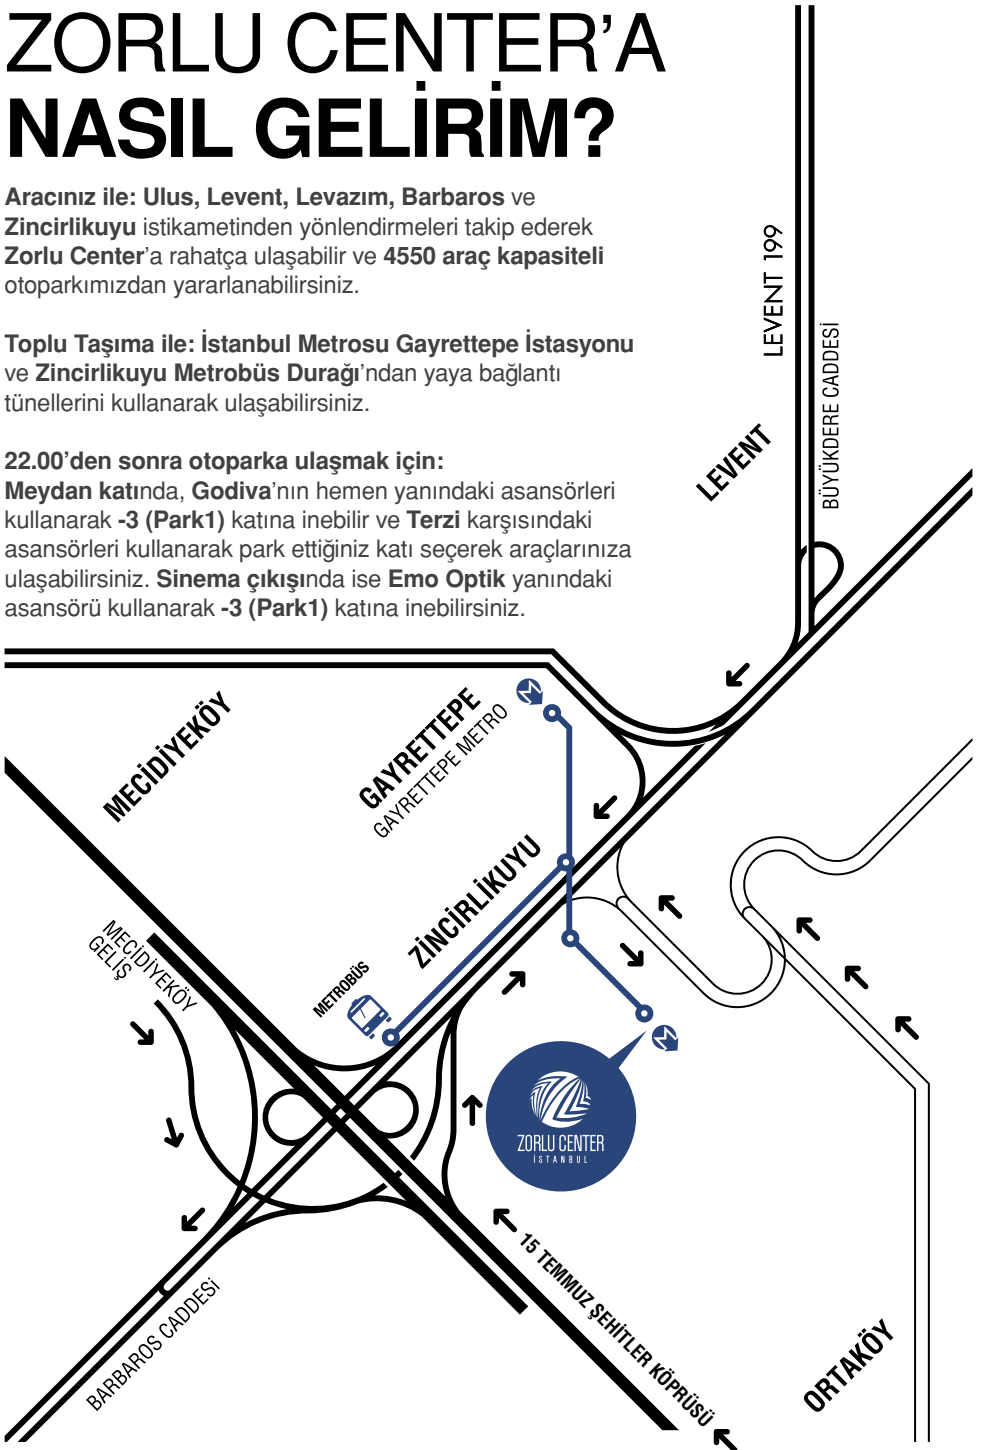 ZORLU CENTER’A
NASIL GELİRİM?
Aracınız ile: Ulus, Levent, Levazım, Barbaros ve
Zincirlikuyu istikametinden yönlendirmeleri takip ederek
Zorlu Center’a rahatça ulaşabilir ve 4550 araç kapasiteli
otoparkımızdan yararlanabilirsiniz.
Toplu Taşıma ile: İstanbul Metrosu Gayrettepe İstasyonu
ve Zincirlikuyu Metrobüs Durağı’ndan yaya bağlantı
tünellerini kullanarak ulaşabilirsiniz.
22.00’den sonra otoparka ulaşmak için:
Meydan katında, Godiva’nın hemen yanındaki asansörleri
kullanarak -3 (Park1) katına inebilir ve Terzi karşısındaki
asansörleri kullanarak park ettiğiniz katı seçerek araçlarınıza
ulaşabilirsiniz. Sinema çıkışında ise Emo Optik yanındaki
asansörü kullanarak -3 (Park1) katına inebilirsiniz.
LEVENT 199
BÜYÜKDERE CADDESİ
LEVENT
MECİDİYEKÖY
GAYRETTEPE
GAYRETTEPE METRO
M
ZİNCİRLİKUYU
MECİDİYEKÖY
GELİŞ
METROBÜS
M
ZORLU CENTER
İSTANBUL
15 TEMMUZ ŞEHİTLER KÖPRÜSÜ
BARBAROS CADDESİ
ORTAKÖY